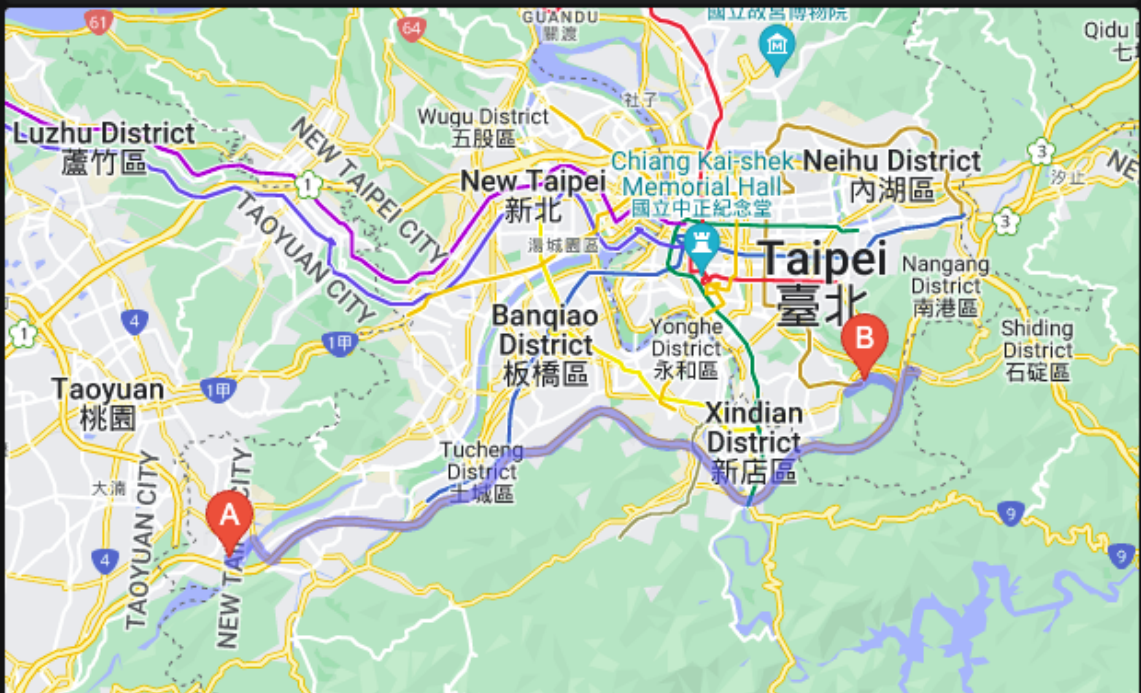 GUANDU
關渡
國立故宮博物院
61
64
Qidu
社子
Wugu District
五股區
3
Luzhu District
蘆竹區
NEW TAIPEI CITY
TAOYUAN CITY
1
Chiang Kai-shek
Memorial Hall
國立中正紀念堂
Neihu District
內湖區
汐止
NE
New Taipei
新北
3
湯城園區
Taipei
臺北
Nangang
District
南港區
4
1
1甲
Banqiao
District
板橋區
Yonghe
District
永和區
B
Shiding
District
石碇區
Taoyuan
桃園
1甲
Xindian
District
新店區
Tucheng
District
土城區
大湳
TAOYUAN CITY
NEW TAIPEI CITY
A
4
9
9